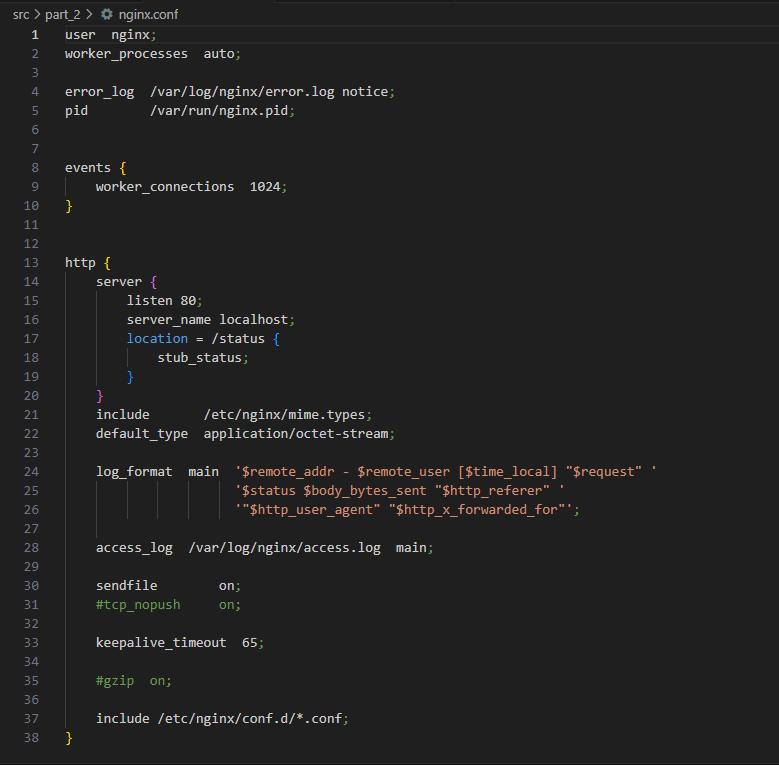 src > part_2 > nginx.conf
1 user  nginx;
2 worker_processes  auto;
3
4 error_log  /var/log/nginx/error.log notice;
5 pid        /var/run/nginx.pid;
6
7
8 events {
9     worker_connections  1024;
10 }
11
12
13 http {
14     server {
15         listen 80;
16         server_name localhost;
17         location = /status {
18             stub_status;
19         }
20     }
21     include       /etc/nginx/mime.types;
22     default_type  application/octet-stream;
23
24     log_format  main  '$remote_addr - $remote_user [$time_local] "$request" '
25                       '$status $body_bytes_sent "$http_referer" '
26                       '"$http_user_agent" "$http_x_forwarded_for"';
27
28     access_log  /var/log/nginx/access.log  main;
29
30     sendfile        on;
31     #tcp_nopush     on;
32
33     keepalive_timeout  65;
34
35     #gzip  on;
36
37     include /etc/nginx/conf.d/*.conf;
38 }